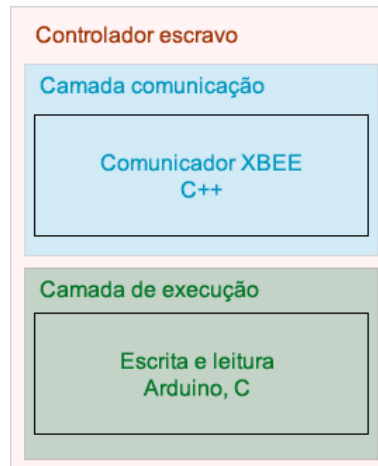 Controlador escravo
Camada comunicação
Comunicador XBEE
C++
Camada de execução
Escrita e leitura
Arduino, C